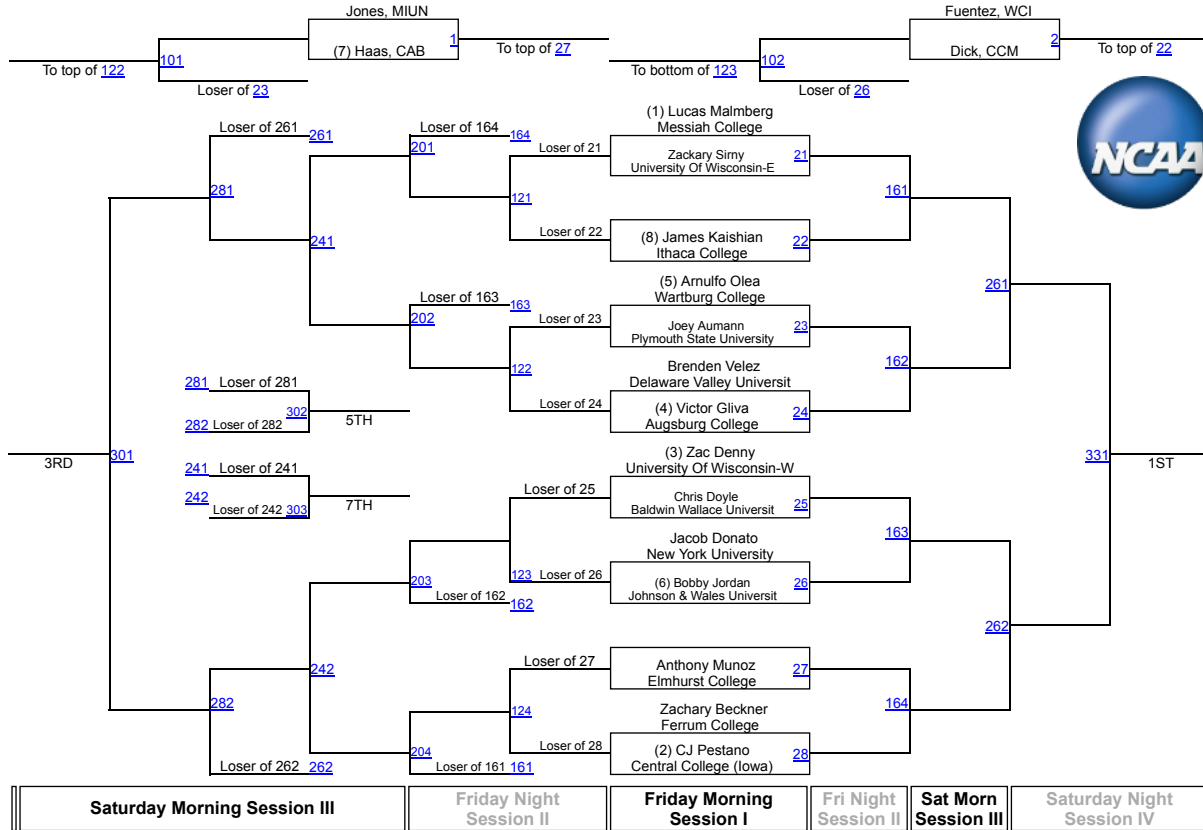 Jones, MIUN
(7) Haas, CAB
1
To top of 27
101
To top of 122
Loser of 23
Fuentez, WCI
Dick, CCM
2
To top of 22
102
To bottom of 123
Loser of 26
NCAA
Loser of 261
261
281
241
Loser of 164
164
201
Loser of 21
121
Loser of 22
(1) Lucas Malmberg
Messiah College
Zackary Sirny
University Of Wisconsin-E
21
161
(8) James Kaishian
Ithaca College
22
Loser of 163
163
202
Loser of 23
122
Loser of 24
(5) Arnulfo Olea
Wartburg College
Joey Aumann
Plymouth State University
23
261
162
Brenden Velez
Delaware Valley Universit
(4) Victor Gliva
Augsburg College
24
281
Loser of 281
302
5TH
282
Loser of 282
3RD
301
241
Loser of 241
242
Loser of 242
303
7TH
331
1ST
(3) Zac Denny
University Of Wisconsin-W
Loser of 25
Chris Doyle
Baldwin Wallace Universit
25
163
Jacob Donato
New York University
203
123
Loser of 26
(6) Bobby Jordan
Johnson & Wales Universit
26
Loser of 162
162
262
242
Loser of 27
Anthony Munoz
Elmhurst College
27
282
124
164
Zachary Beckner
Ferrum College
204
Loser of 28
(2) CJ Pestano
Central College (Iowa)
28
Loser of 262
262
Loser of 161
161
Saturday Morning Session III
Friday Night
Session II
Friday Morning
Session I
Fri Night
Session II
Sat Morn
Session III
Saturday Night
Session IV